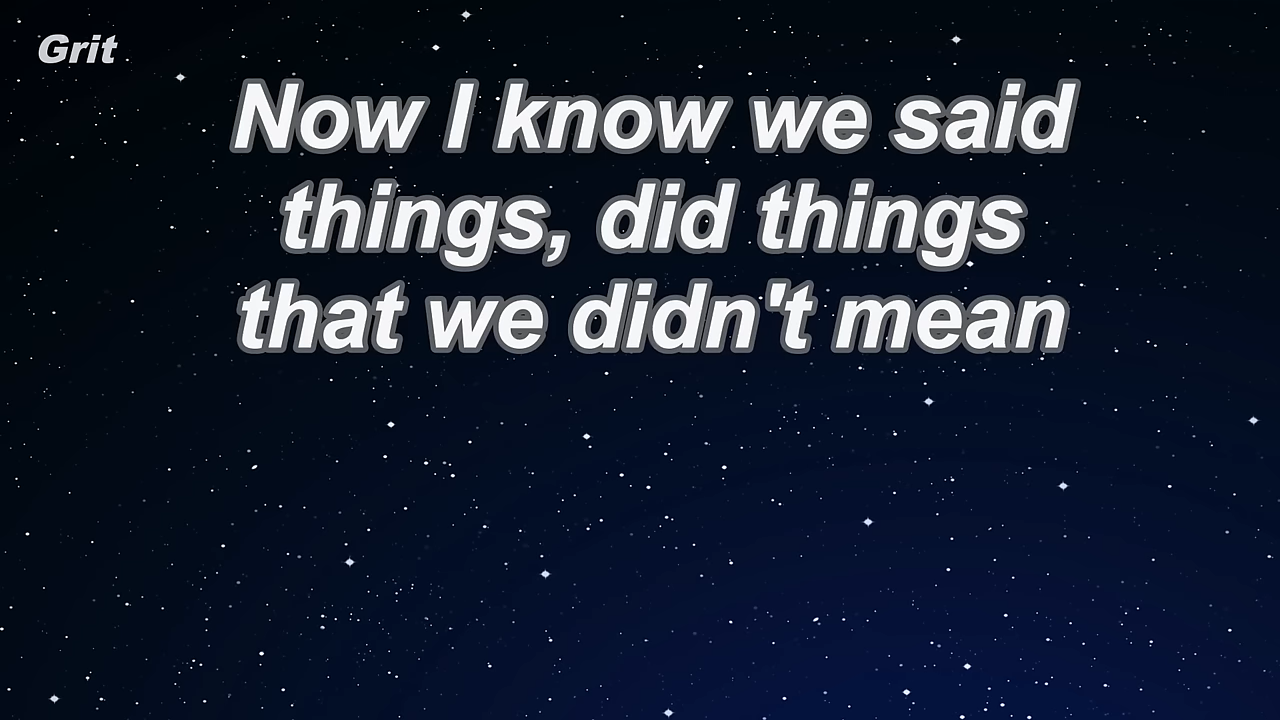 Grit
Now I know we said
things, did things
that we didn't mean